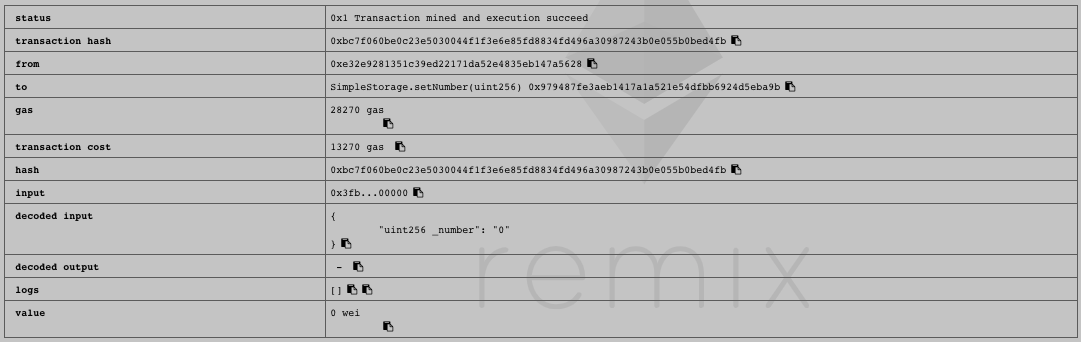 status 0x1 Transaction mined and execution succeed
transaction hash 0xbc7f060be0c23e5030044f1f3e6e85fd8834fd496a30987243b0e055b0bed4fb
from 0xe32e9281351c39ed22171da52e4835eb147a5628
to SimpleStorage.setNumber(uint256) 0x979487fe3aeb1417a1a521e54dfbb6924d5eba9b
gas 28270 gas
transaction cost 13270 gas
hash 0xbc7f060be0c23e5030044f1f3e6e85fd8834fd496a30987243b0e055b0bed4fb
input 0x3fb...00000
decoded input {
"uint256 _number": "0"
}
decoded output -
logs []
value 0 wei
remix